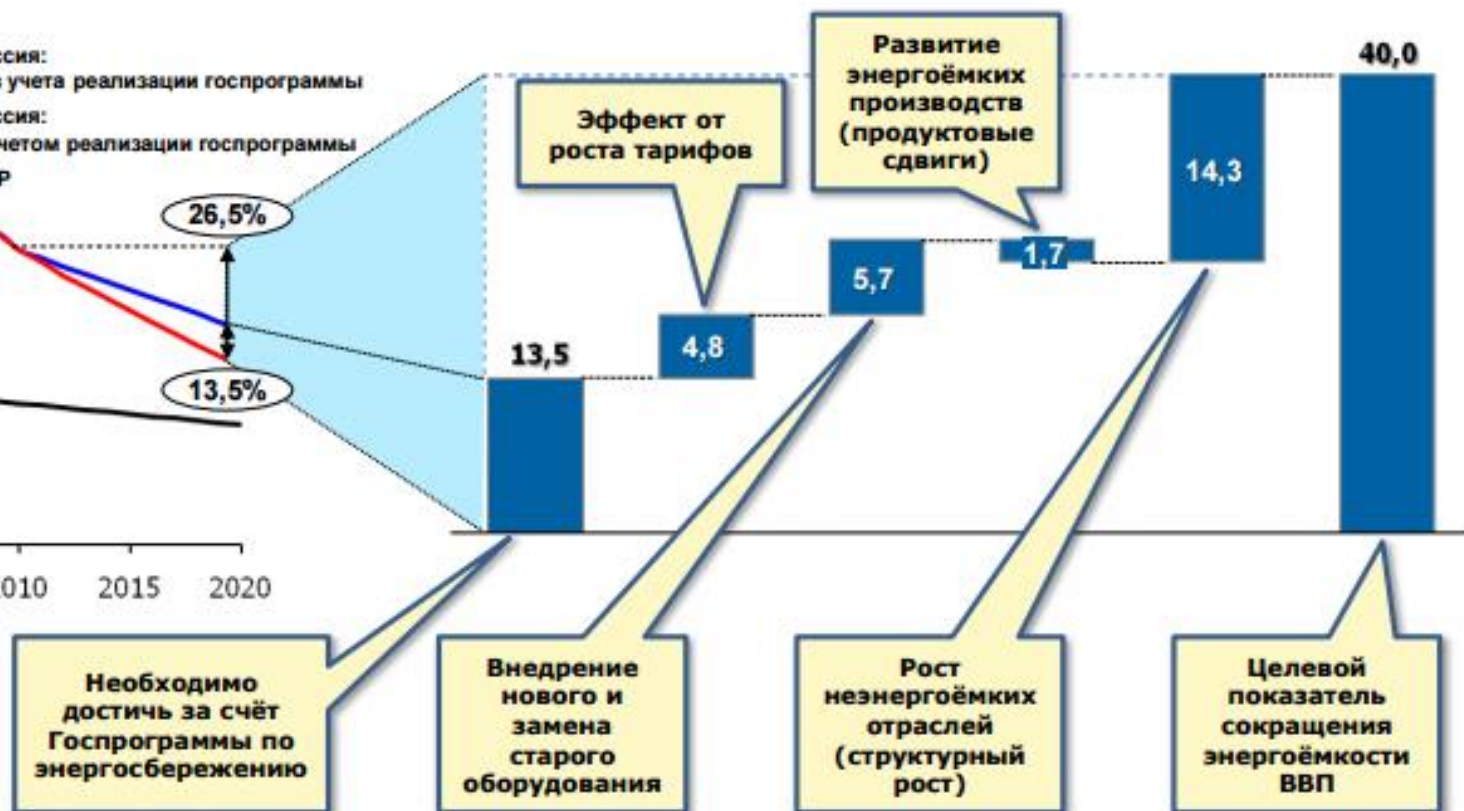 ссия:
учета реализации госпрограммы
ссия:
четом реализации госпрограммы
Р
26,5%
13,5%
2010
2015
2020
13,5
4,8
5,7
1,7
14,3
40,0
Эффект от
роста тарифов
Развитие
энергоёмких
производств
(продуктовые
сдвиги)
Необходимо
достичь за счёт
Госпрограммы по
энергосбережению
Внедрение
нового и
замена
старого
оборудования
Рост
неэнергоёмких
отраслей
(структурный
рост)
Целевой
показатель
сокращения
энергоёмкости
ВВП